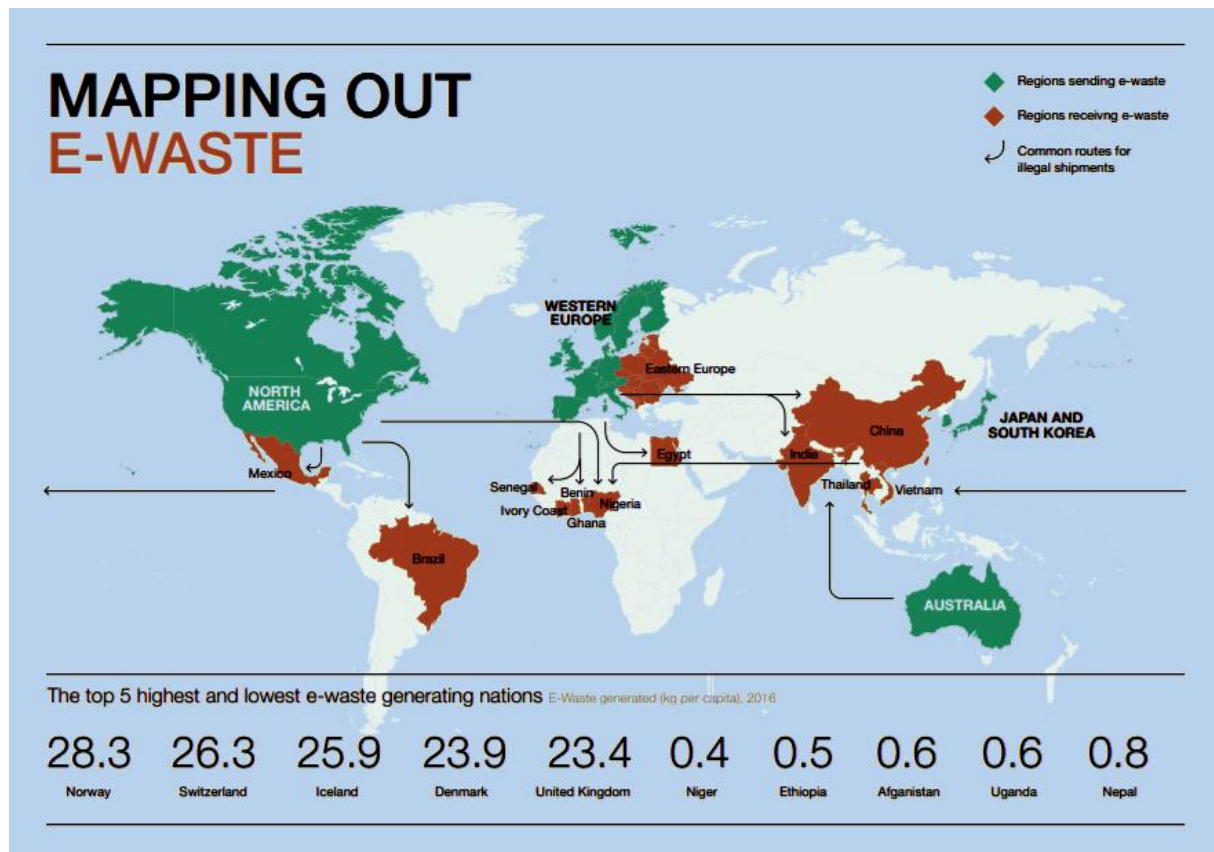 MAPPING OUT
E-WASTE
Regions sending e-waste
Regions receivng e-waste
Common routes for
illegal shipments
WESTERN
EUROPE
Eastern Europe
NORTH
AMERICA
JAPAN AND
SOUTH KOREA
China
Mexico
Egypt
India
Senegal
Benin
Nigeria
Thailand
Vietnam
Ivory Coast
Ghana
Brazil
AUSTRALIA
The top 5 highest and lowest e-waste generating nations E-Waste generated (kg per capita), 2016
28.3 26.3 25.9 23.9 23.4 0.4 0.5 0.6 0.6 0.8
Norway Switzerland Iceland Denmark United Kingdom Niger Ethiopia Afganistan Uganda Nepal